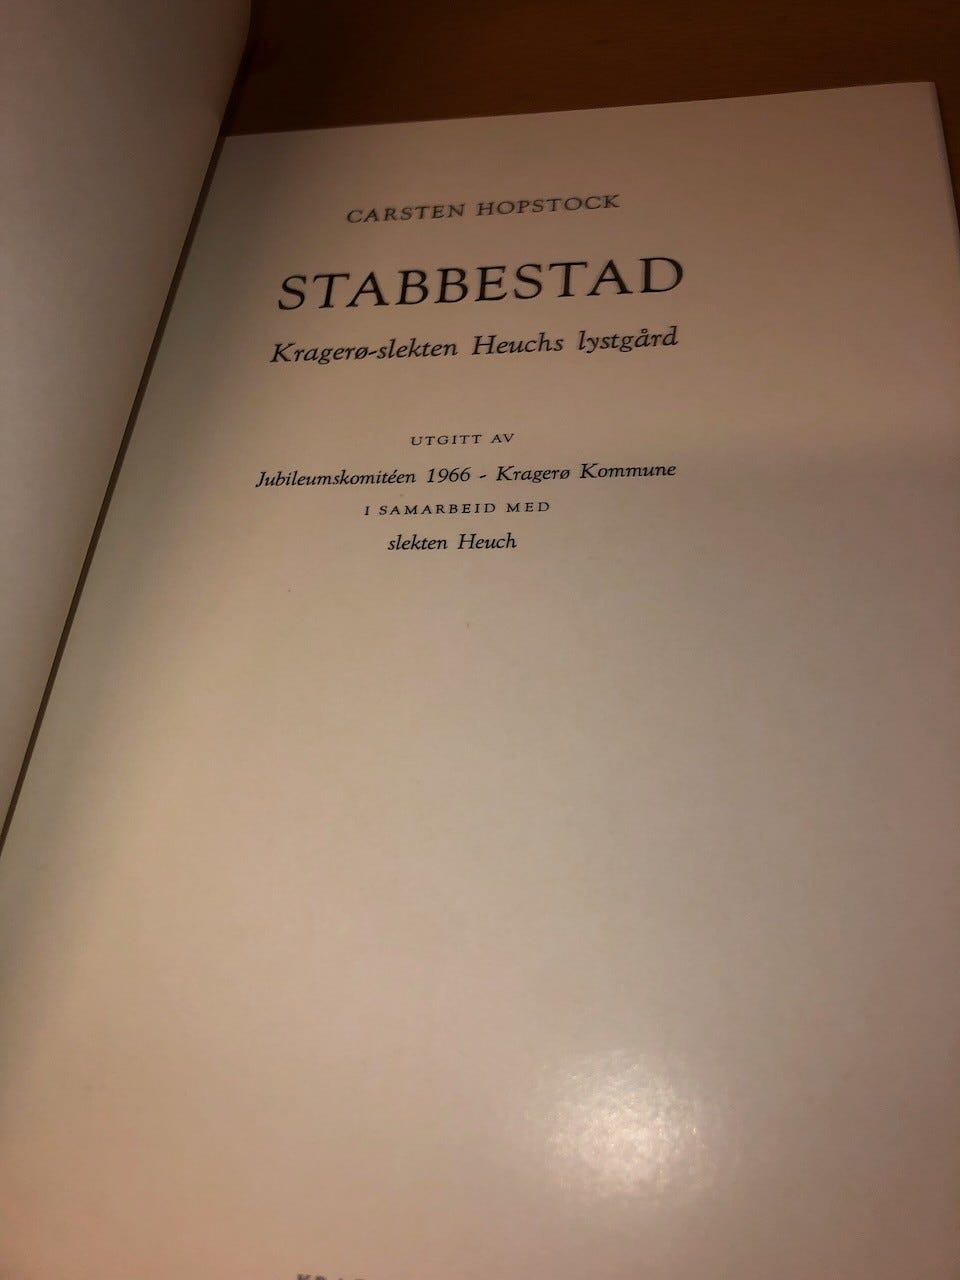 CARSTEN HOPSTOCK
STABBESTAD
Kragerø-slekten Heuchs lystgård
UTGITT AV
Jubileumskomitéen 1966 - Kragerø Kommune
I SAMARBEID MED
slekten Heuch